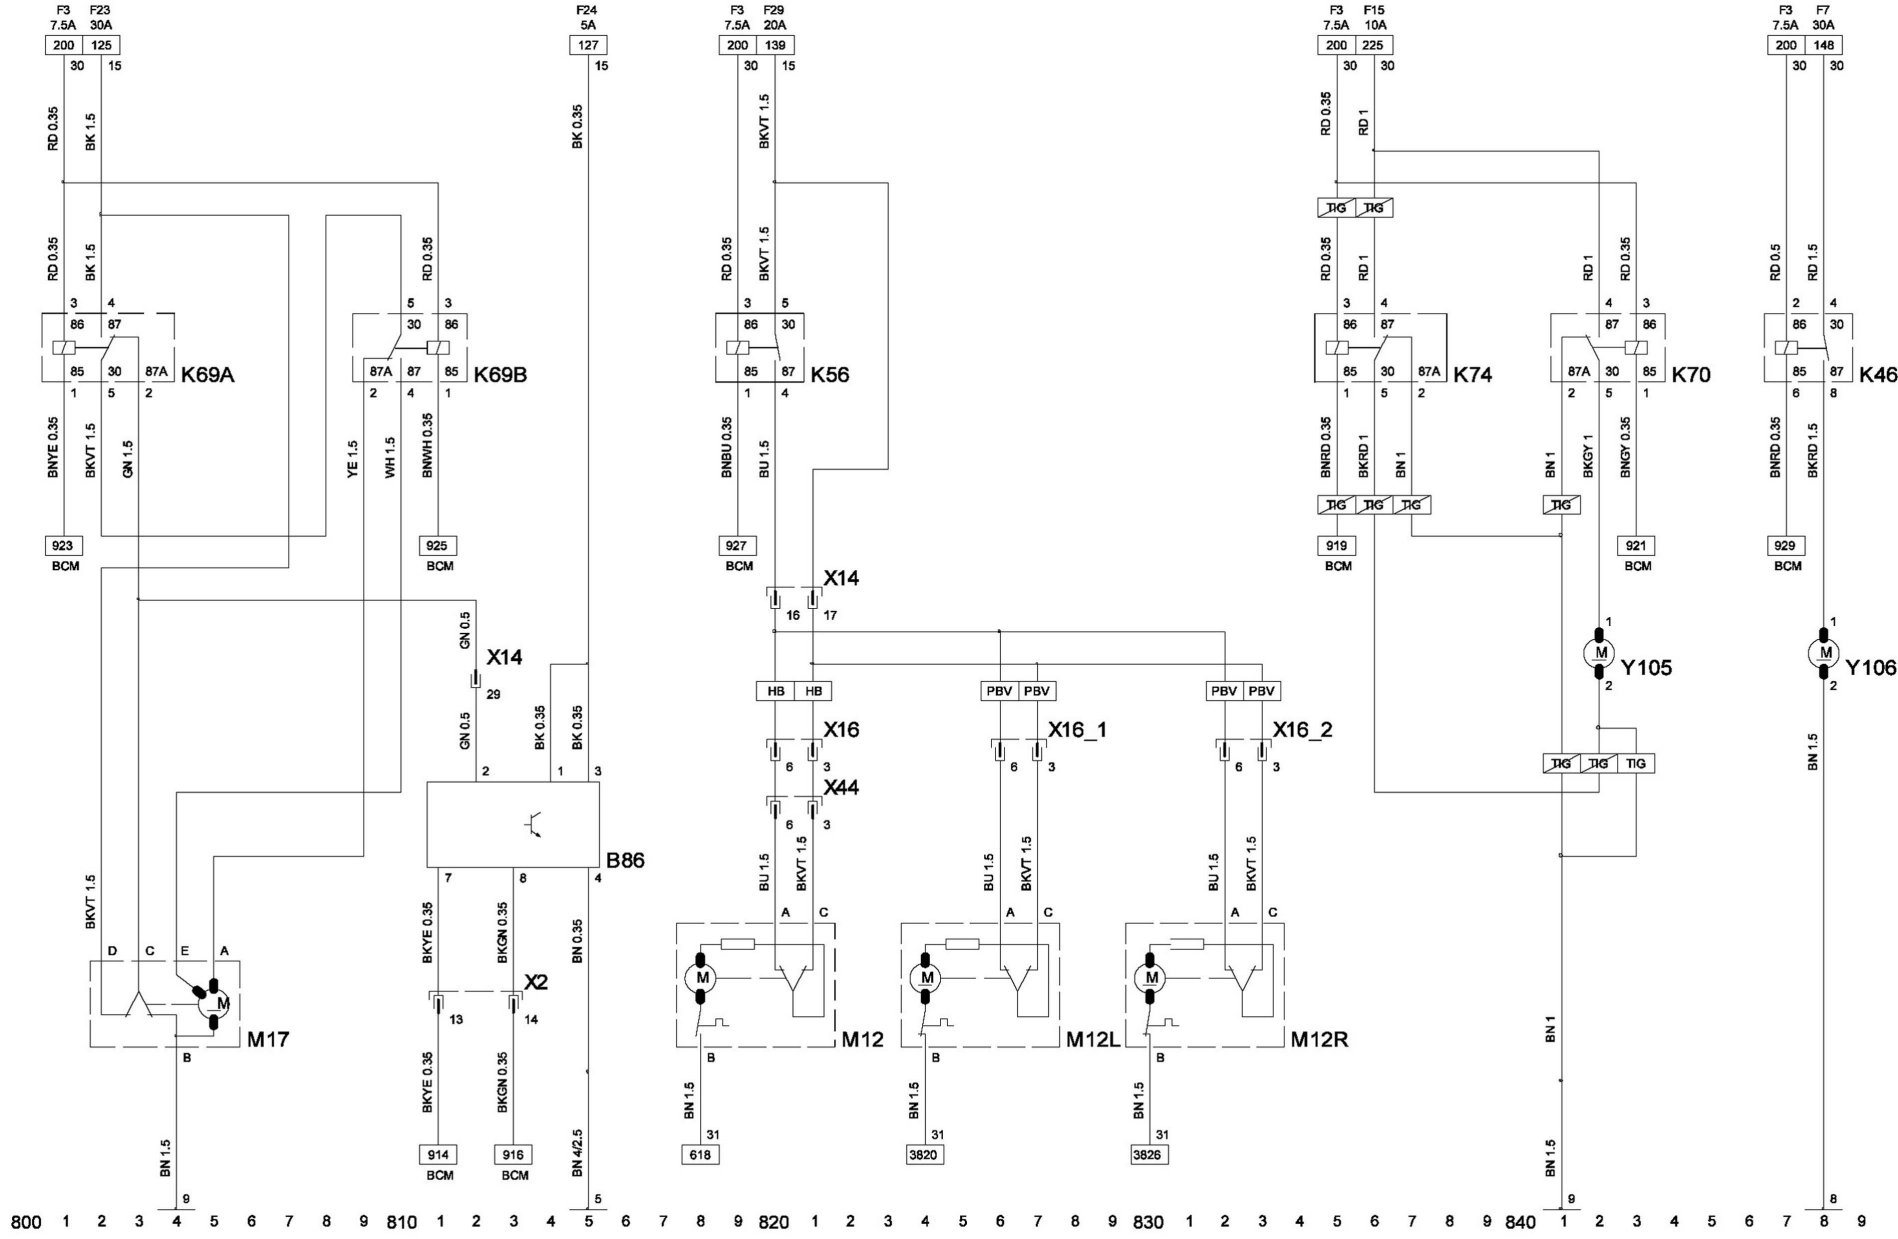 F3 F23 F24 F3 F29 F3 F15 F3 F7
7.5A 30A 5A 7.5A 20A 7.5A 10A 7.5A 30A
200 125 127 200 139 200 225 200 148
30 15 15 30 15 30 30 30 30
RD 0.35 BK 1.5 BK 0.35 BKVT 1.5 RD 0.35 RD 1
TIG TIG
RD 0.35 BK 1.5 RD 0.35 RD 0.35 BKVT 1.5 RD 0.35 RD 1 RD 1 RD 0.35 RD 0.5 RD 1.5
3 4 5 3 3 5 3 4 4 3 2 4
86 87 30 86 86 30 86 87 87 86 86 30
85 30 87A K69A 87A 87 85 K69B 85 87 K56 85 30 87A K74 87A 30 85 K70 85 87 K46
1 5 2 2 4 1 1 4 1 5 2 2 5 1 6 8
BNYE 0.35 BKVT 1.5 GN 1.5 YE 1.5 WH 1.5 BNWH 0.35 BNBU 0.35 BU 1.5 BNRD 0.35 BKRD 1 BN 1 BN 1 BKGY 1 BNGY 0.35 BNRD 0.35 BKRD 1.5
TIG TIG TIG TIG
923 925 927 919 921 929
BCM BCM BCM BCM BCM BCM
X14
16 17
GN 0.5 1 1
X14 M Y105 M Y106
29 2 2
HB HB PBV PBV PBV PBV
GN 0.5 BK 0.35 BK 0.35 X16 X16_1 X16_2 BN 1.5
6 3 6 3 6 3
TIG TIG TIG
2 1 3
X44
6 3
B86
7 8 4
BKVT 1.5 BU 1.5 BKVT 1.5 BU 1.5 BKVT 1.5 BU 1.5 BKVT 1.5
A C A C A C
BKYE 0.35 BKGN 0.35 BN 0.35
D C E A
M M M M
X2
13 14
M17 M12 M12L M12R
B B B B
BN 1
BKYE 0.35 BKGN 0.35 BN 1.5 BN 1.5 BN 1.5
31 31 31
BN 1.5 BN 4/2.5 BN 1.5
914 916 618 3820 3826
BCM BCM
9 5 9 8
800 1 2 3 4 5 6 7 8 9 810 1 2 3 4 5 6 7 8 9 820 1 2 3 4 5 6 7 8 9 830 1 2 3 4 5 6 7 8 9 840 1 2 3 4 5 6 7 8 9